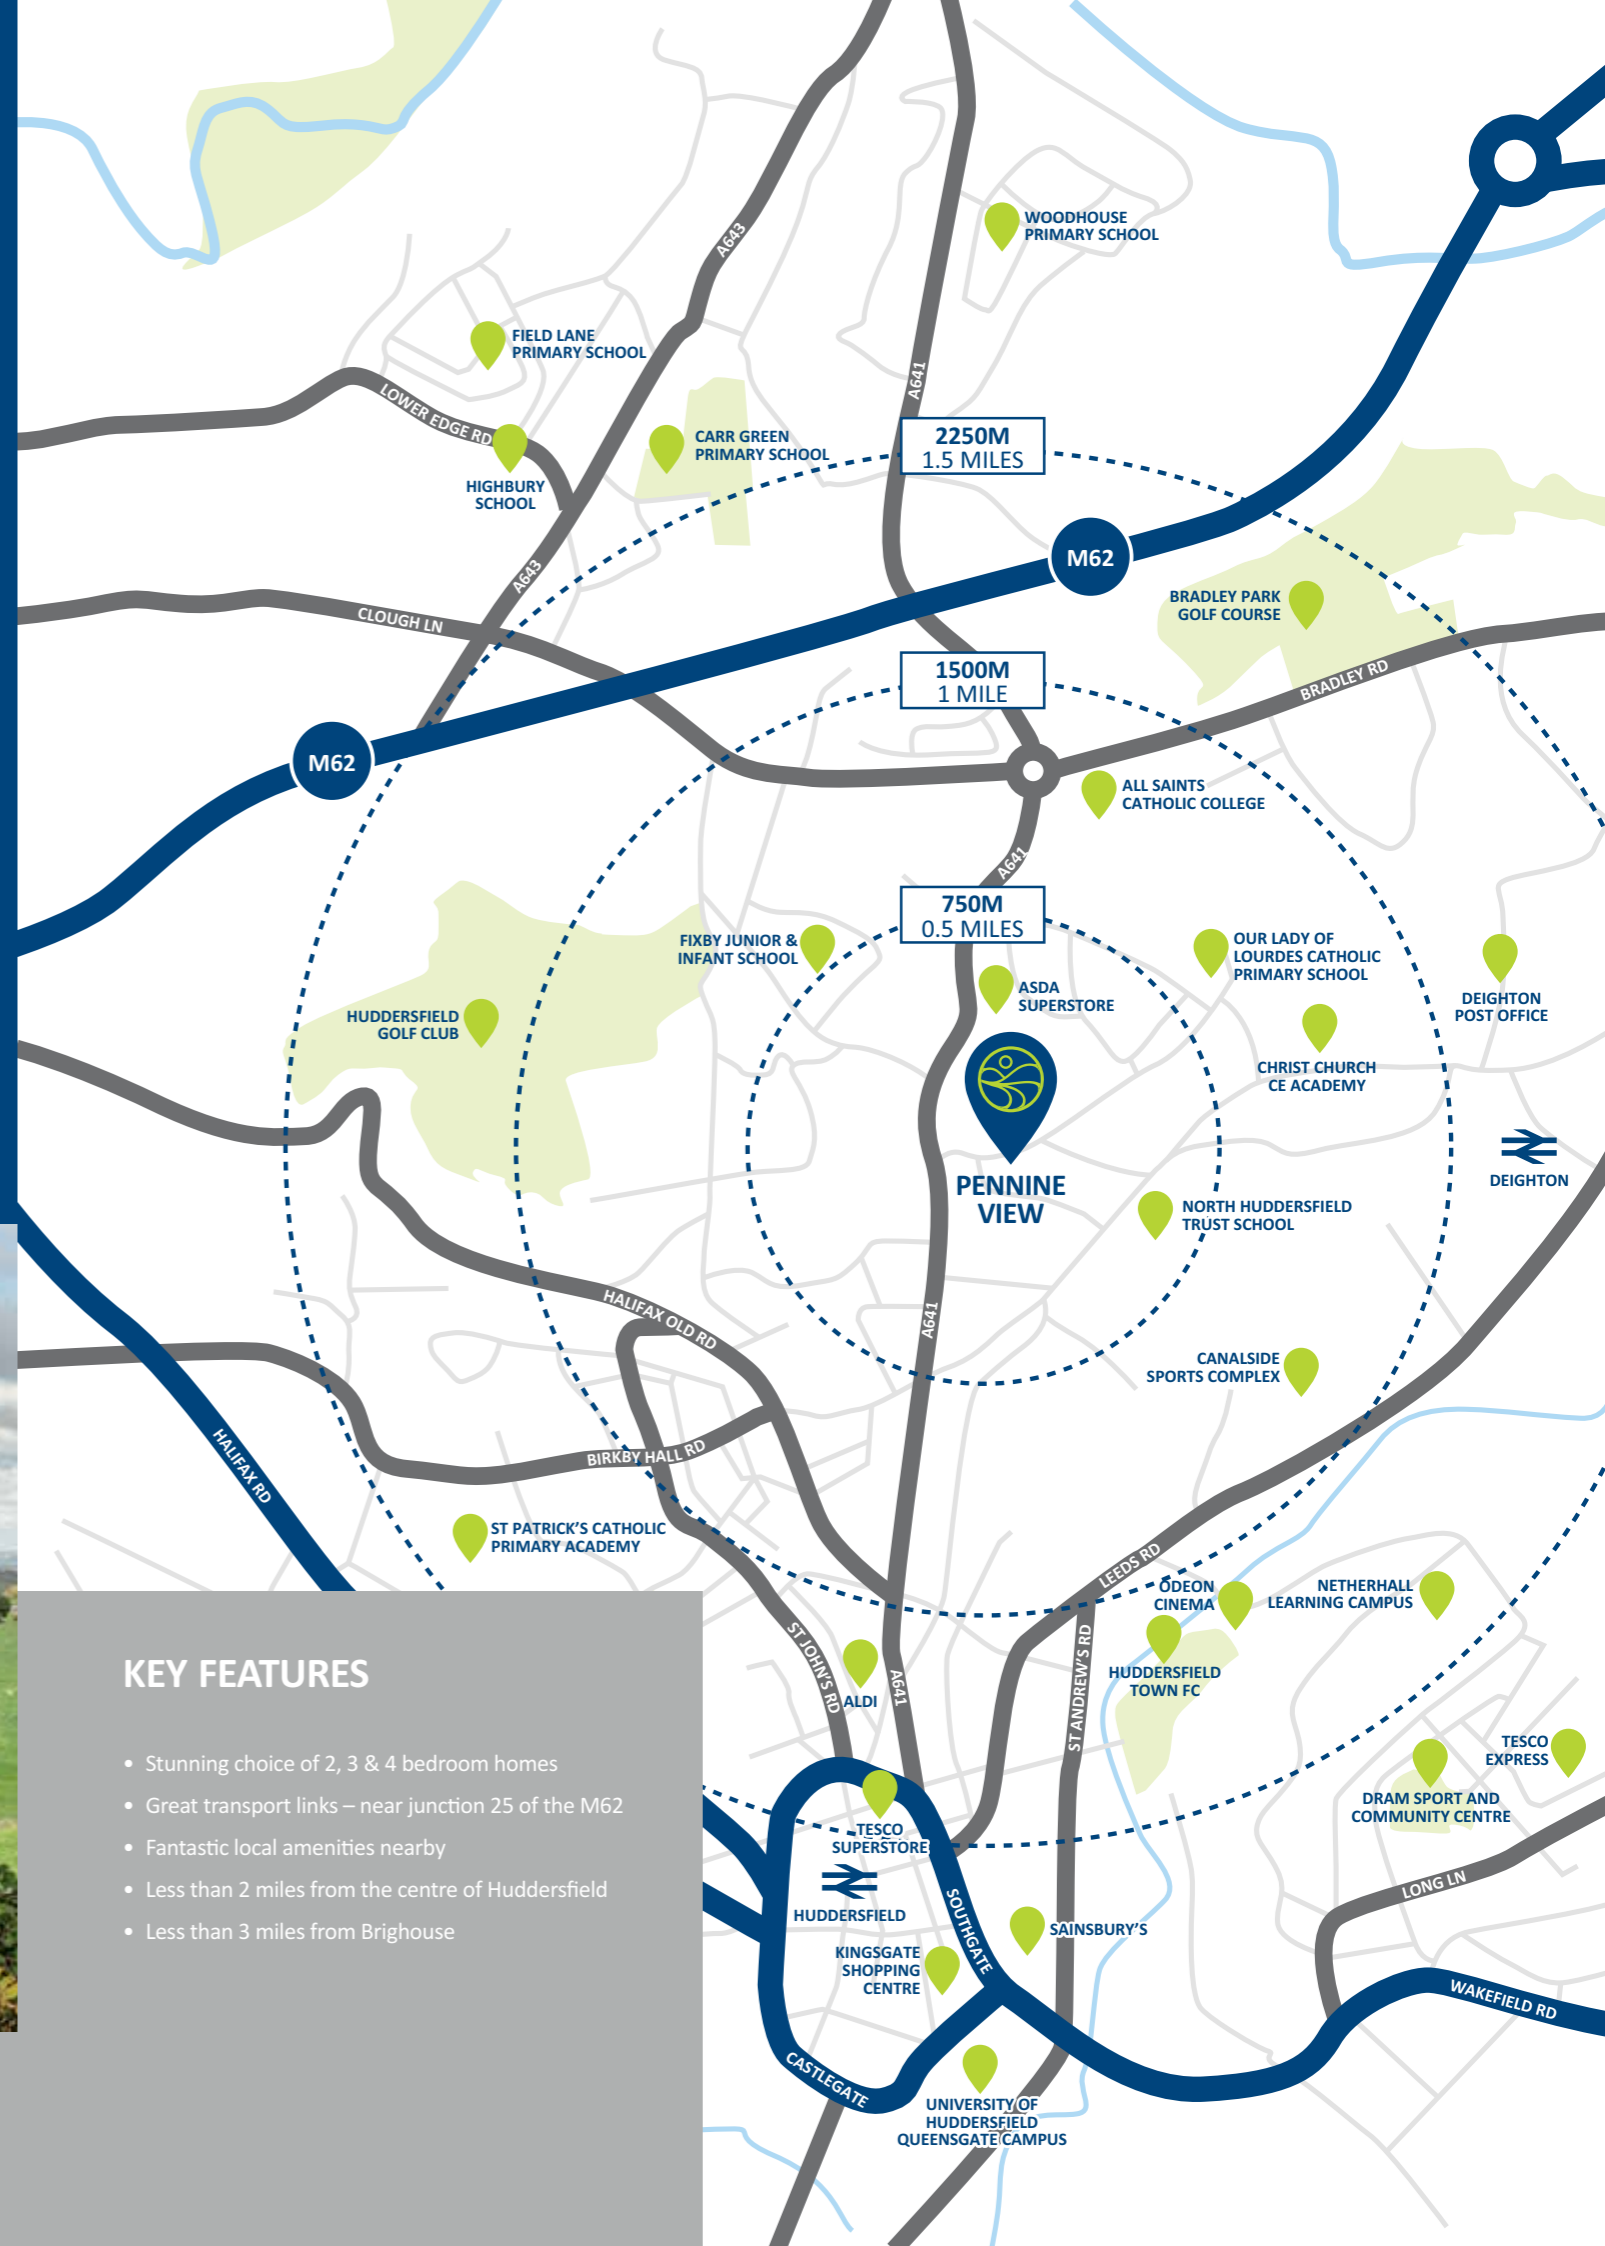 WOODHOUSE
PRIMARY SCHOOL
A643
FIELD LANE
PRIMARY SCHOOL
A641
LOWER EDGE RD
CARR GREEN
PRIMARY SCHOOL
2250M
1.5 MILES
HIGHBURY
SCHOOL
M62
A643
BRADLEY PARK
GOLF COURSE
CLOUGH LN
1500M
1 MILE
BRADLEY RD
M62
ALL SAINTS
CATHOLIC COLLEGE
A641
750M
0.5 MILES
FIXBY JUNIOR &
INFANT SCHOOL
OUR LADY OF
LOURDES CATHOLIC
PRIMARY SCHOOL
ASDA
SUPERSTORE
DEIGHTON
POST OFFICE
HUDDERSFIELD
GOLF CLUB
CHRIST CHURCH
CE ACADEMY
DEIGHTON
PENNINE
VIEW
NORTH HUDDERSFIELD
TRUST SCHOOL
HALIFAX OLD RD
A641
CANALSIDE
SPORTS COMPLEX
BIRKBY HALL RD
HALIFAX RD
ST PATRICK'S CATHOLIC
PRIMARY ACADEMY
LEEDS RD
ODEON
CINEMA
NETHERHALL
LEARNING CAMPUS
ST JOHN'S RD
ALDI
A641
ST ANDREW'S RD
HUDDERSFIELD
TOWN FC
TESCO
EXPRESS
DRAM SPORT AND
COMMUNITY CENTRE
TESCO
SUPERSTORE
HUDDERSFIELD
SOUTHGATE
SAINSBURY'S
LONG LN
KINGSGATE
SHOPPING
CENTRE
WAKEFIELD RD
CASTLEGATE
UNIVERSITY OF
HUDDERSFIELD
QUEENSGATE CAMPUS
KEY FEATURES
• Stunning choice of 2, 3 & 4 bedroom homes
• Great transport links – near junction 25 of the M62
• Fantastic local amenities nearby
• Less than 2 miles from the centre of Huddersfield
• Less than 3 miles from Brighouse